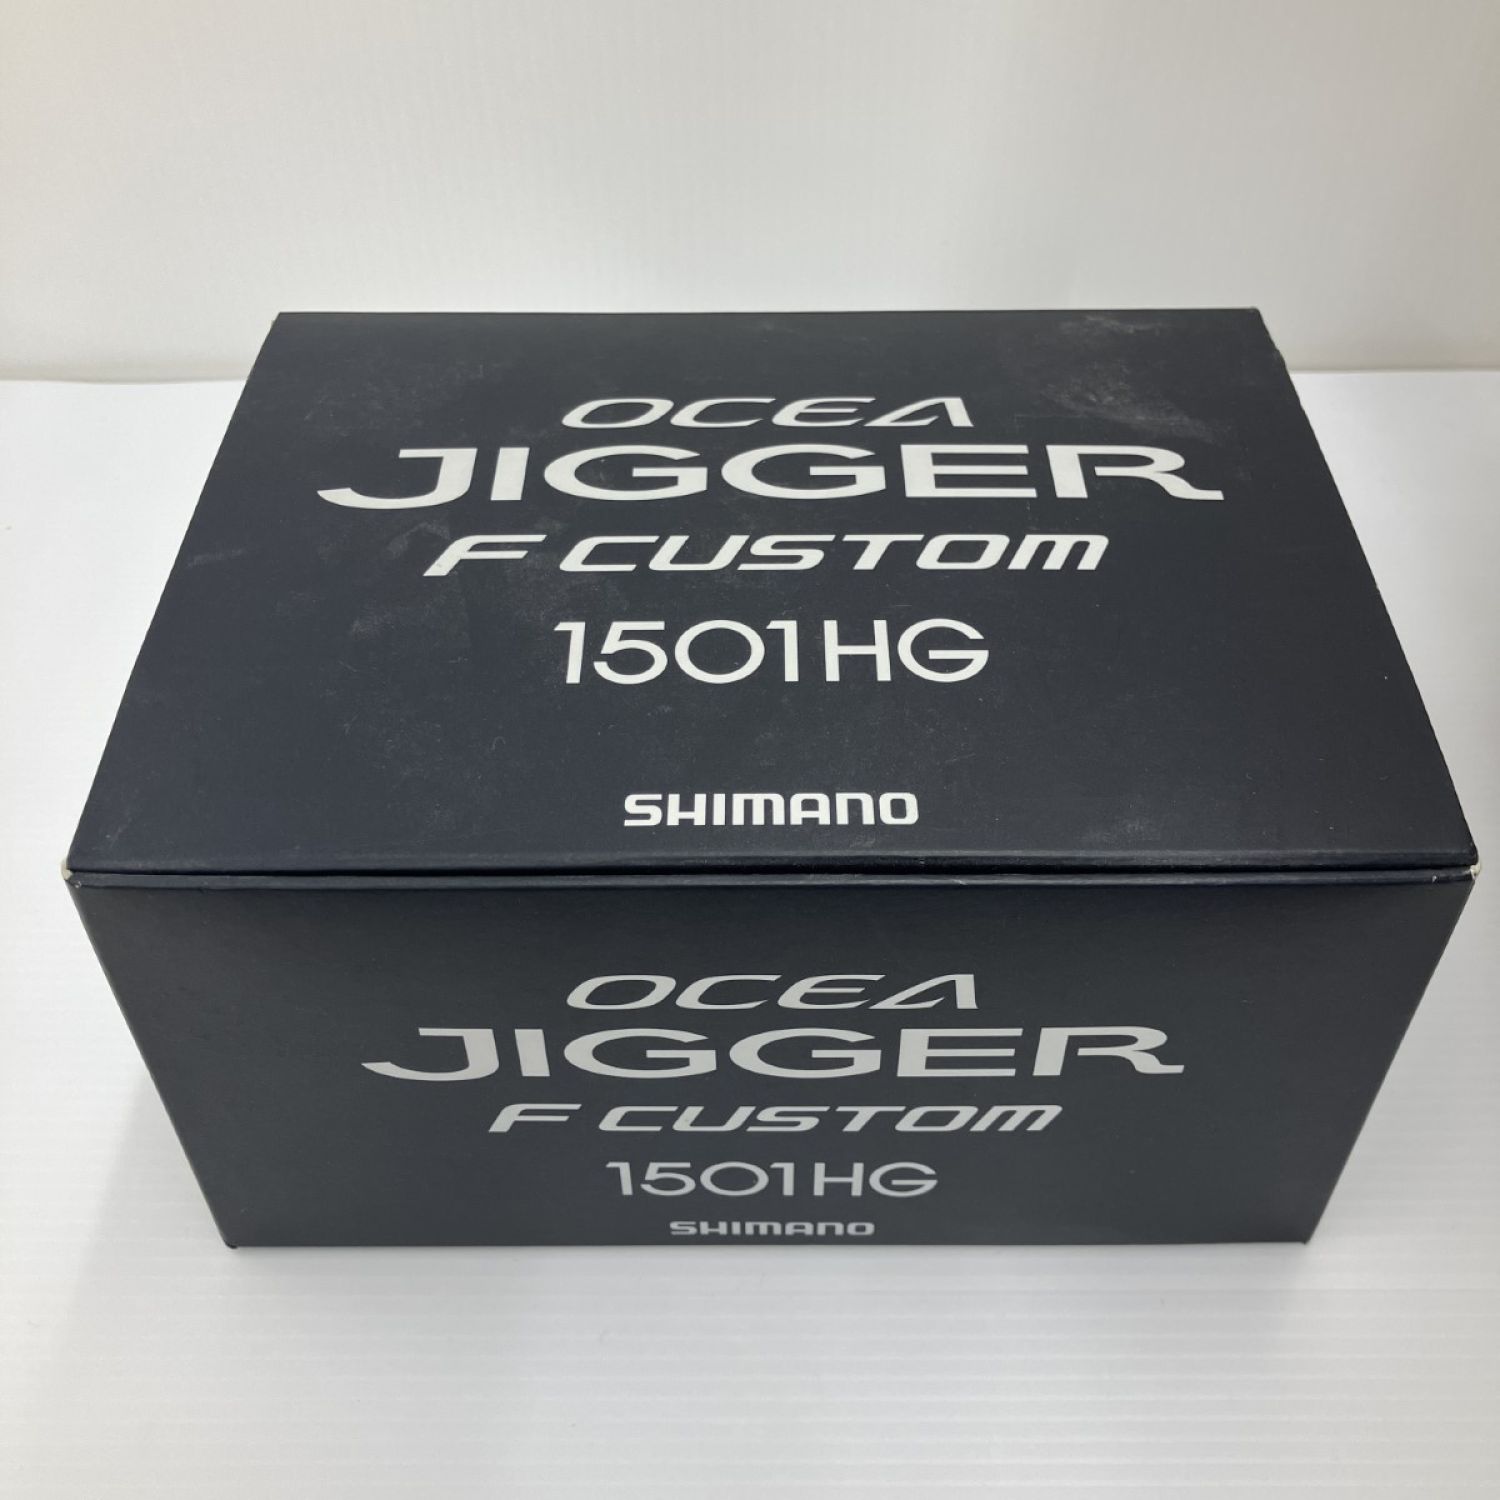 OCEA
JIGGER
F CUSTOM
1501HG
SHIMANO
OCEA
JIGGER
F CUSTOM
1501HG
SHIMANO